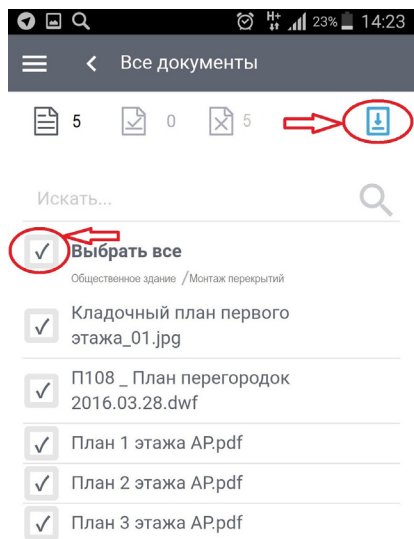 H+ 23% 14:23
Все документы
5 0 5
Искать...
Выбрать все
Общественное здание / Монтаж перекрытий
Кладочный план первого
этажа_01.jpg
П108 _ План перегородок
2016.03.28.dwf
План 1 этажа АР.pdf
План 2 этажа АР.pdf
План 3 этажа АР.pdf